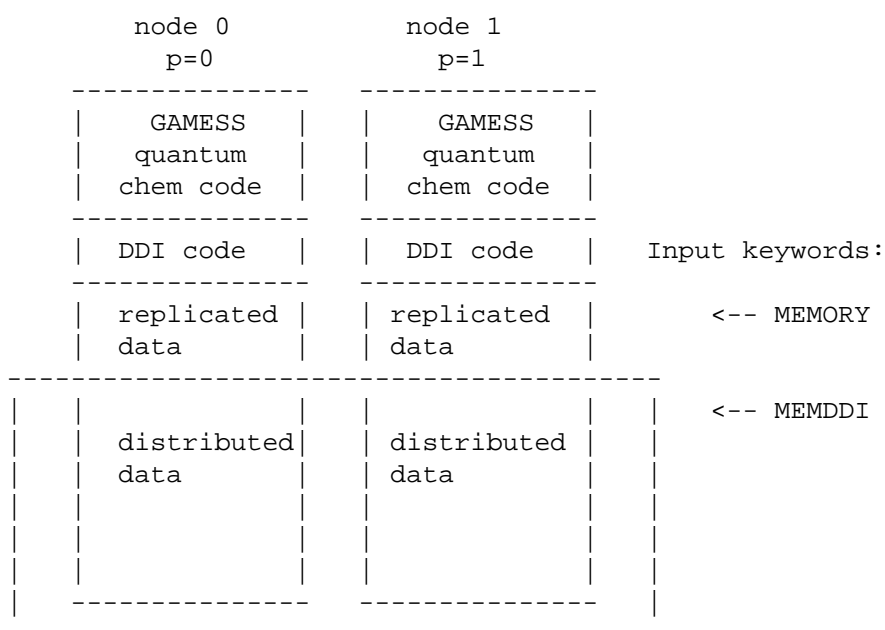 node 0 node 1
p=0 p=1
---------------   ---------------
| GAMESS | | GAMESS |
| quantum | | quantum |
| chem code | | chem code |
---------------   ---------------
| DDI code | | DDI code | Input keywords:
---------------   ---------------
| replicated | | replicated | <-- MEMORY
| data | | data |
-----------------------------------------
| | | | | | <-- MEMDDI
| | distributed| | distributed | |
| | data | | data | |
| | | | | |
| | | | | |
| | | | | |
| ---------------   --------------- |